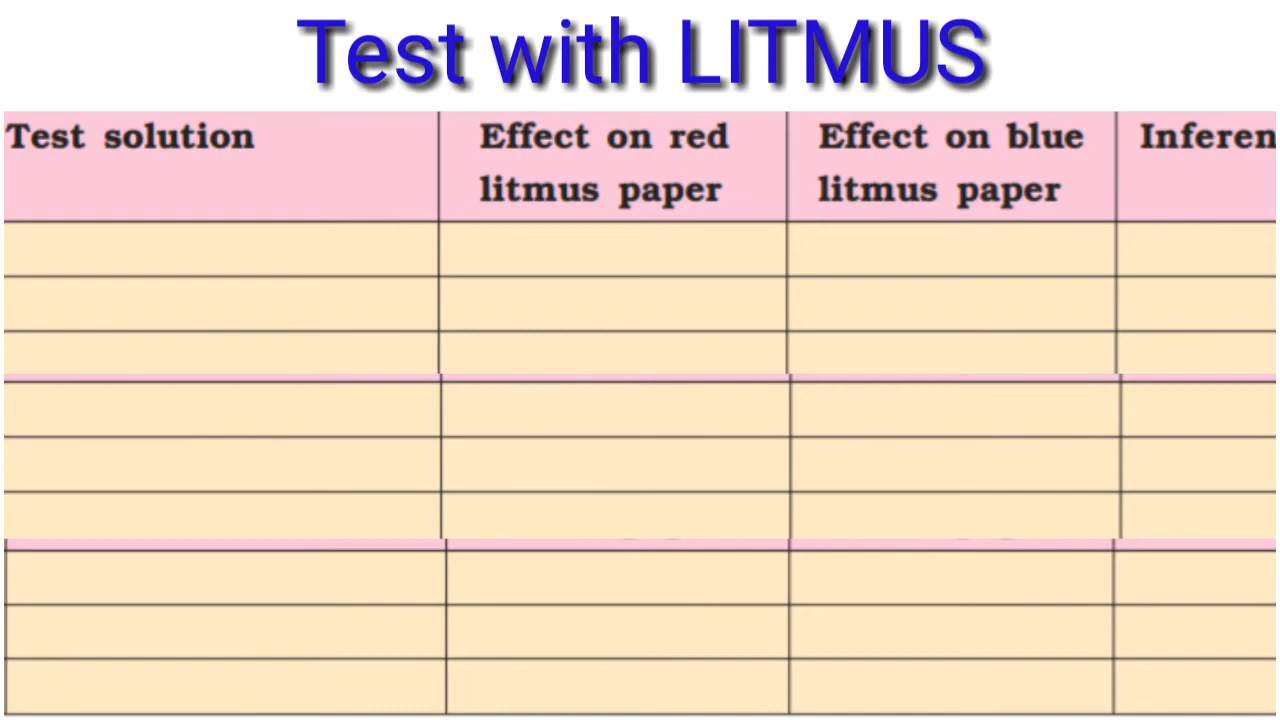 Test with LITMUS
Test solution
Effect on red
litmus paper
Effect on blue
litmus paper
Inferen